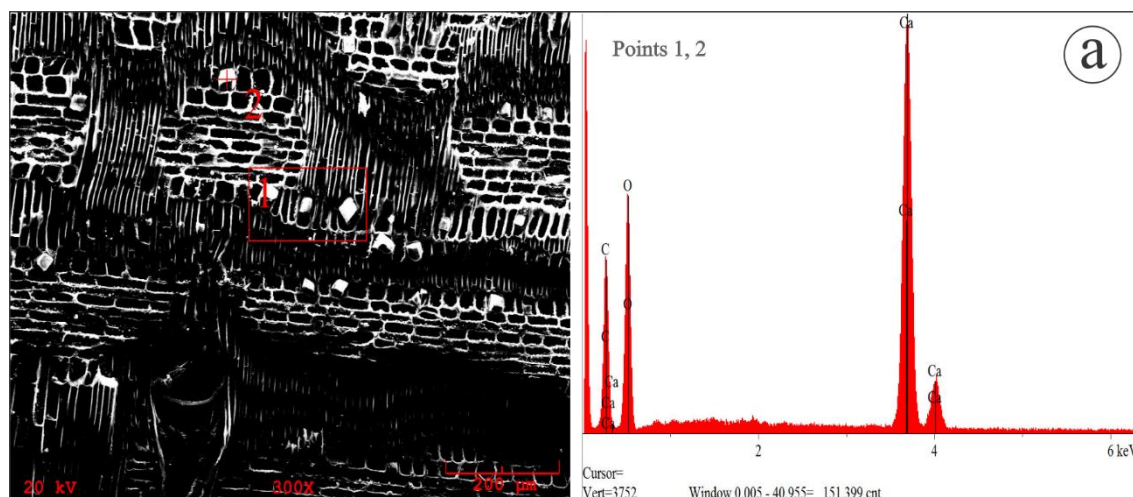 2
1
20 kV
300X
200 µm
Points 1, 2
a
Ca
Ca
O
O
C
C
Ca
Ca
Ca
Ca
Ca
2
4
6 keV
Cursor=
Vert=3752 Window 0.005 - 40.955= 151.399 cnt